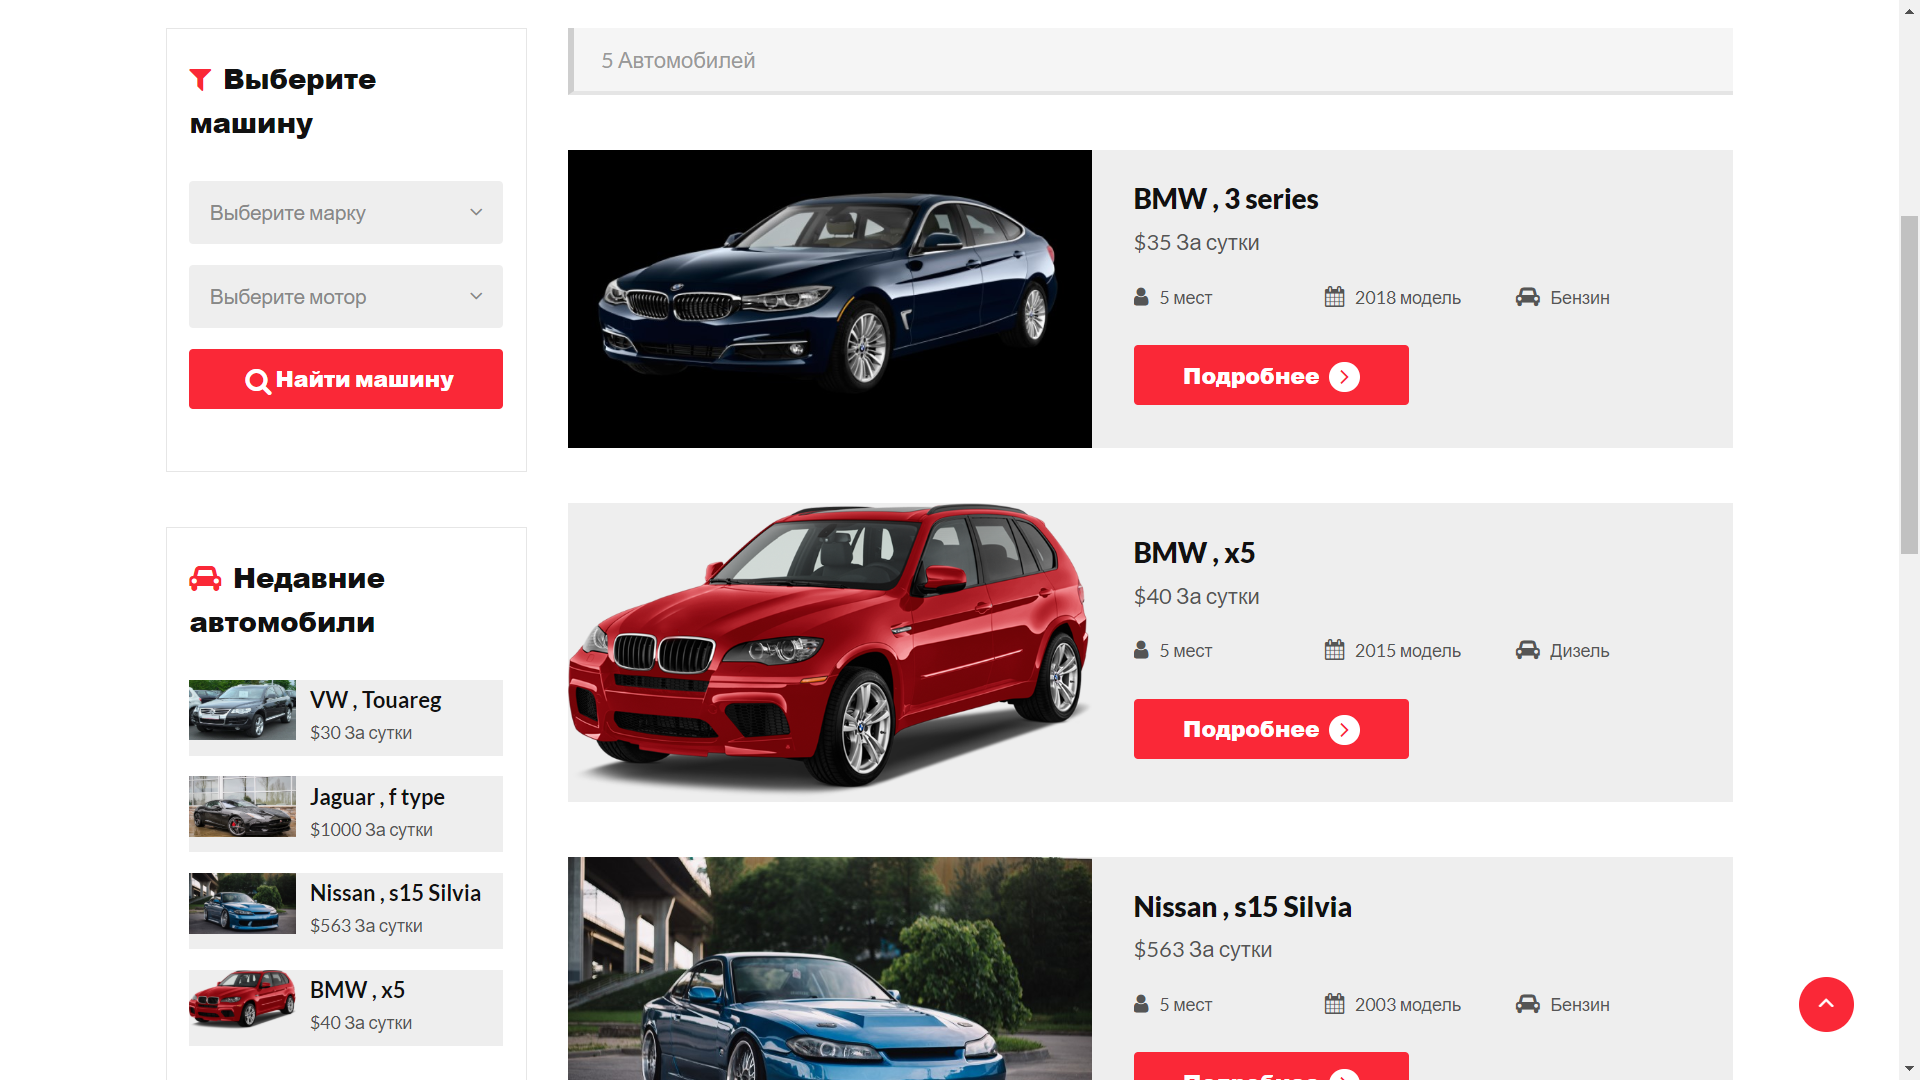 Выберите
машину
Выберите марку
Выберите мотор
Найти машину
Недавние
автомобили
VW , Touareg
$30 За сутки
Jaguar , f type
$1000 За сутки
Nissan , s15 Silvia
$563 За сутки
BMW , x5
$40 За сутки
5 Автомобилей
BMW , 3 series
$35 За сутки
5 мест 2018 модель Бензин
Подробнее
BMW , x5
$40 За сутки
5 мест 2015 модель Дизель
Подробнее
Nissan , s15 Silvia
$563 За сутки
5 мест 2003 модель Бензин
Подробнее